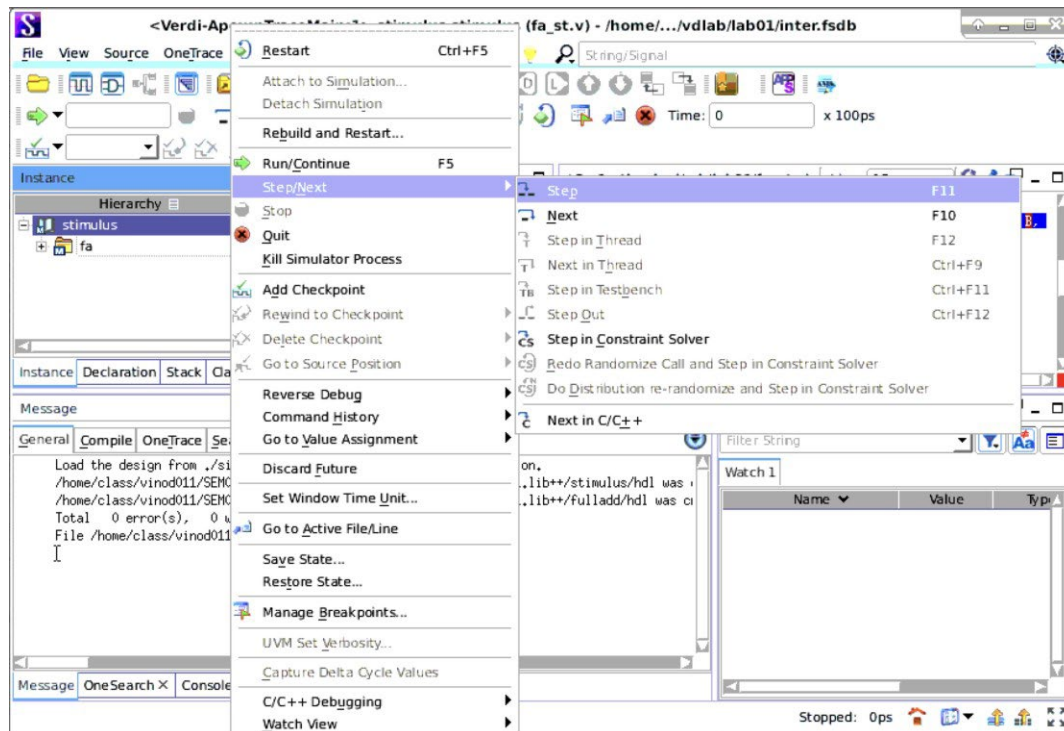 S
<Verdi-Ap
stimulus
(fa_st.v) - /home/.../vdlab/lab01/inter.fsdb
File View Source OneTrace
String/Signal
Time: 0 x 100ps
Instance
Hierarchy
stimulus
fa
Instance Declaration Stack
Message
General Compile OneTrace
Load the design from
/home/class/vinod011/
/home/class/vinod011/
Total 0 error(s), 0
File /home/class/vinod011
Message OneSearch X Console
Restart Ctrl+F5
Attach to Simulation...
Detach Simulation
Rebuild and Restart...
Run/Continue F5
Step/Next
Stop
Quit
Kill Simulator Process
Add Checkpoint
Rewind to Checkpoint
Delete Checkpoint
Go to Source Position
Reverse Debug
Command History
Go to Value Assignment
Discard Future
Set Window Time Unit...
Go to Active File/Line
Save State...
Restore State...
Manage Breakpoints...
UVM Set Verbosity...
Capture Delta Cycle Values
C/C++ Debugging
Watch View
Step F11
Next F10
Step in Thread F12
Next in Thread Ctrl+F9
Step in Testbench Ctrl+F11
Step Out Ctrl+F12
Step in Constraint Solver
Redo Randomize Call and Step in Constraint Solver
Do Distribution re-randomize and Step in Constraint Solver
Next in C/C++
B,
on.
.lib++/stimulus/hdl was
.lib++/fulladd/hdl was
Filter String
Watch 1
Name Value
Stopped: 0ps